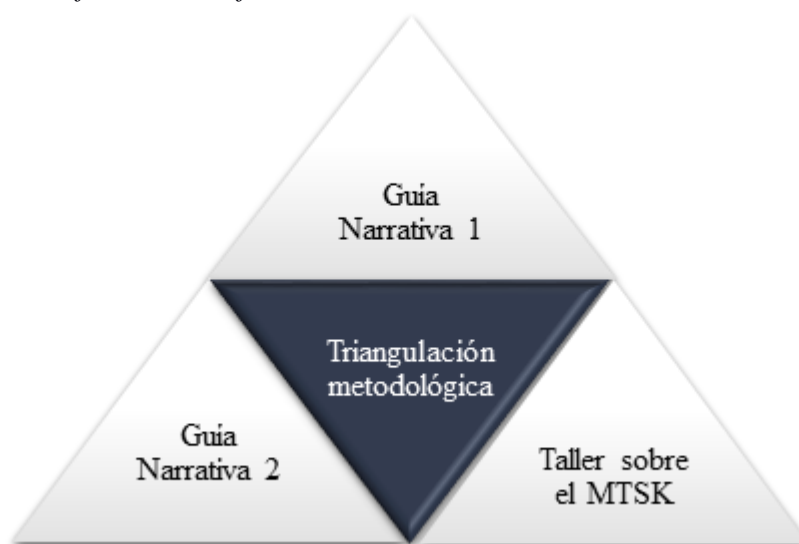 Guía
Narrativa 1
Triangulación
metodológica
Guía
Narrativa 2
Taller sobre
el MTSK